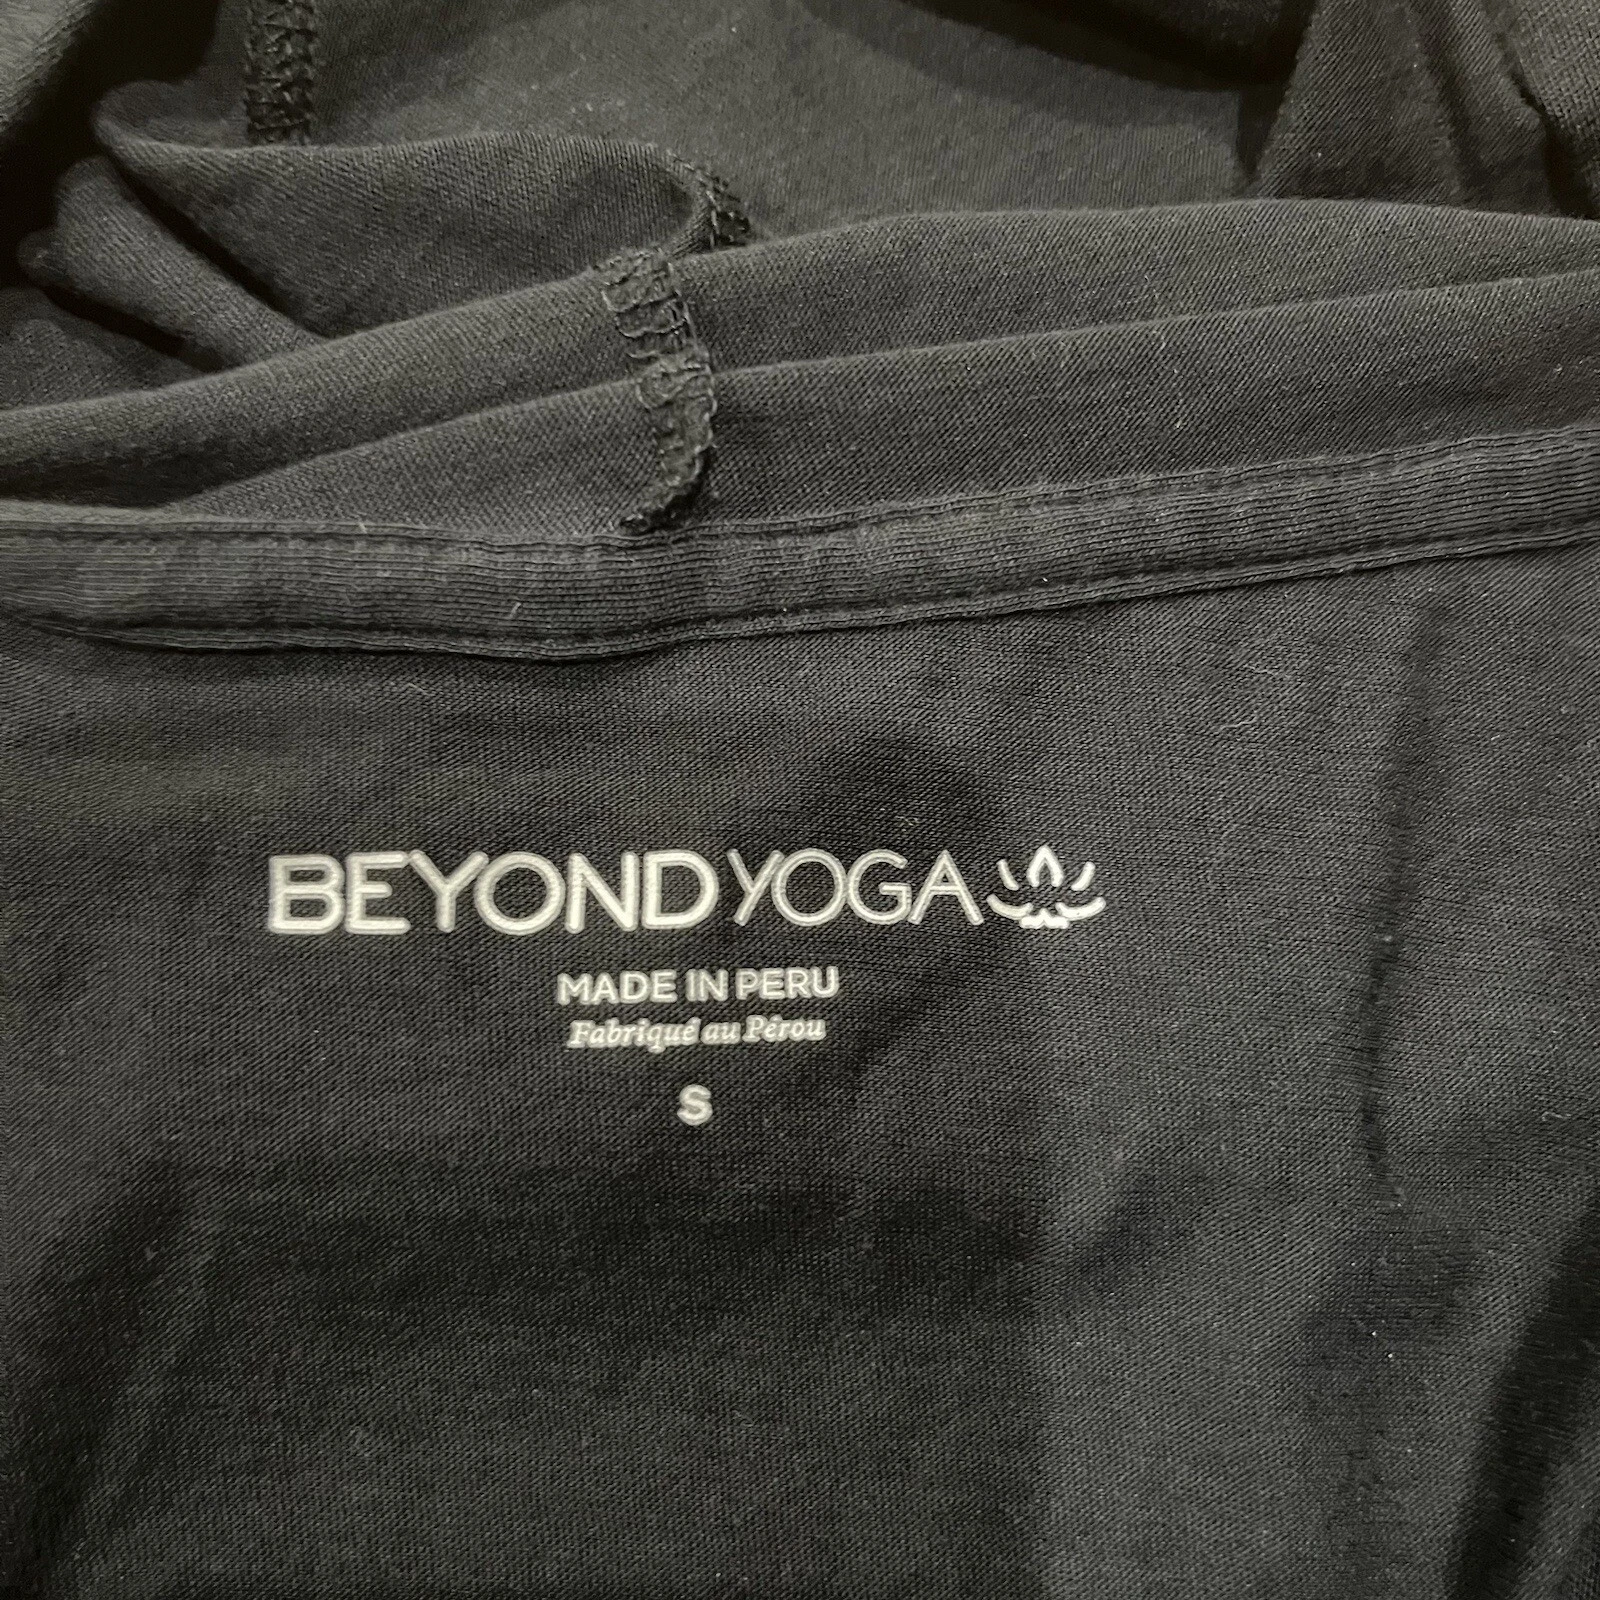 BEYOND YOGA
MADE IN PERU
Fabriqué au Pérou
S